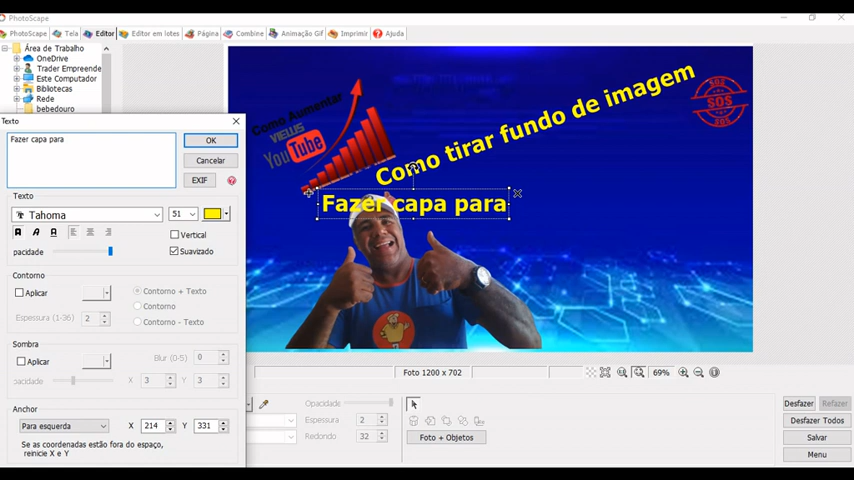 PhotoScape
PhotoScape
Tela
Editor
Editor em lotes
Página
Combine
Animação Gif
Imprimir
Ajuda
Área de Trabalho
OneDrive
Trader Empreende
Este Computador
Bibliotecas
Rede
bebedouro
Texto
Fazer capa para
OK
Cancelar
EXIF
Texto
Tahoma
51
A A A
Vertical
pacidade
Suavizado
Contorno
Aplicar
Contorno + Texto
Contorno
Espessura (1-36) 2
Contorno - Texto
Sombra
Aplicar
Blur (0-5) 0
pacidade
X 3 Y 3
Anchor
Para esquerda
X 214 Y 331
Se as coordenadas estão fora do espaço,
reinicie X e Y
Como Aumentar
VIEWS
YouTube
Como tirar fundo de imagem
SOS
SOS
SOS
Fazer capa para
Foto 1200 x 702
69%
Opacidade
Espessura 2
Redondo 32
Foto + Objetos
Desfazer
Refazer
Desfazer Todos
Salvar
Menu